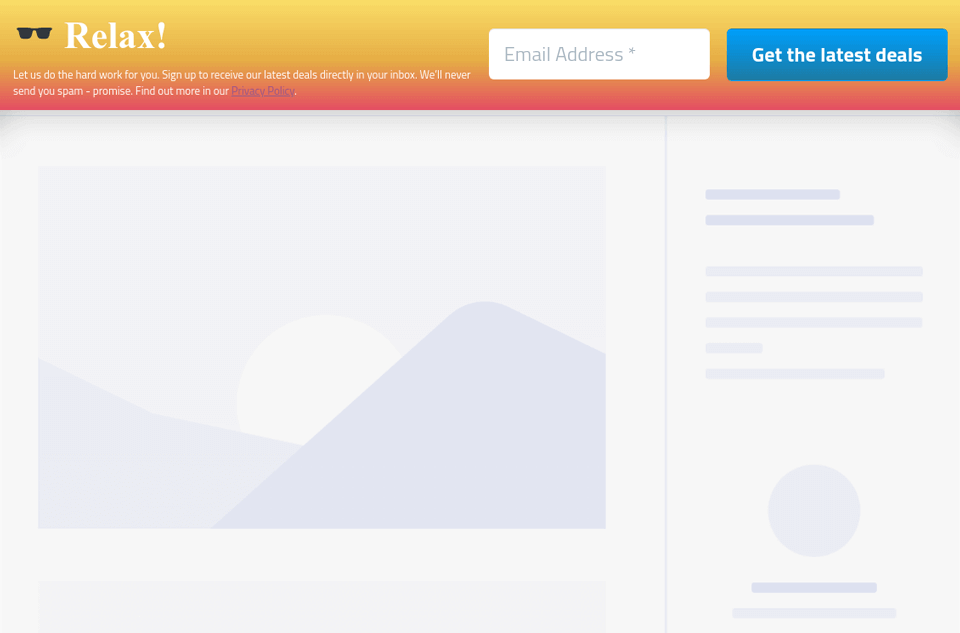 Relax!
Let us do the hard work for you. Sign up to receive our latest deals directly in your inbox. We'll never
send you spam - promise. Find out more in our Privacy Policy.
Email Address *
Get the latest deals